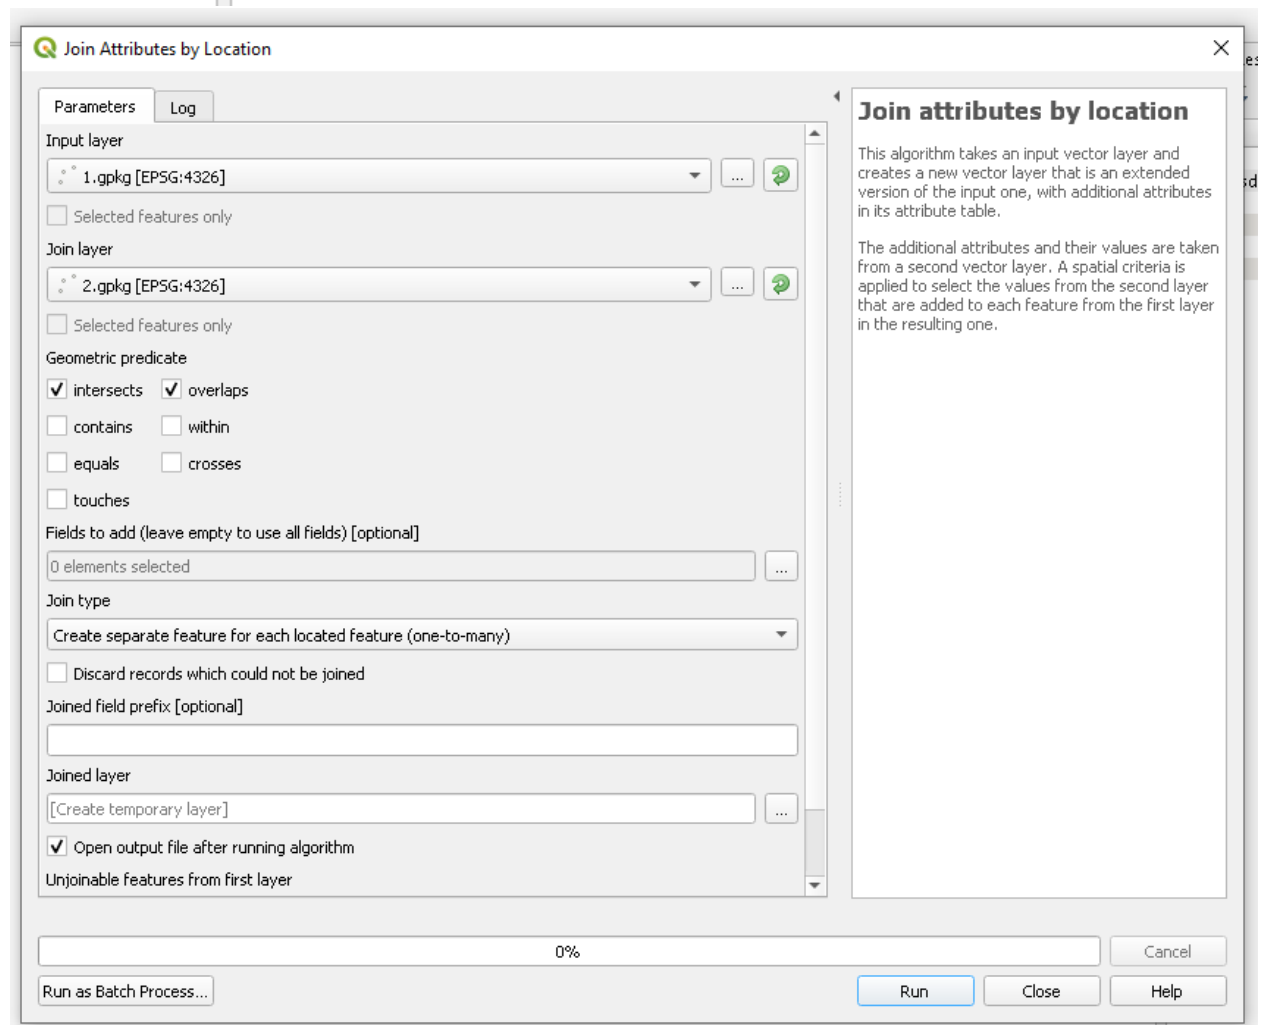 Join Attributes by Location
Parameters
Log
Input layer
1.gpkg [EPSG:4326]
...
Selected features only
Join layer
2.gpkg [EPSG:4326]
...
Selected features only
Geometric predicate
intersects
overlaps
contains
within
equals
crosses
touches
Fields to add (leave empty to use all fields) [optional]
0 elements selected
...
Join type
Create separate feature for each located feature (one-to-many)
Discard records which could not be joined
Joined field prefix [optional]
Joined layer
[Create temporary layer]
...
Open output file after running algorithm
Unjoinable features from first layer
Join attributes by location
This algorithm takes an input vector layer and
creates a new vector layer that is an extended
version of the input one, with additional attributes
in its attribute table.
The additional attributes and their values are taken
from a second vector layer. A spatial criteria is
applied to select the values from the second layer
that are added to each feature from the first layer
in the resulting one.
0%
Cancel
Run as Batch Process...
Run
Close
Help